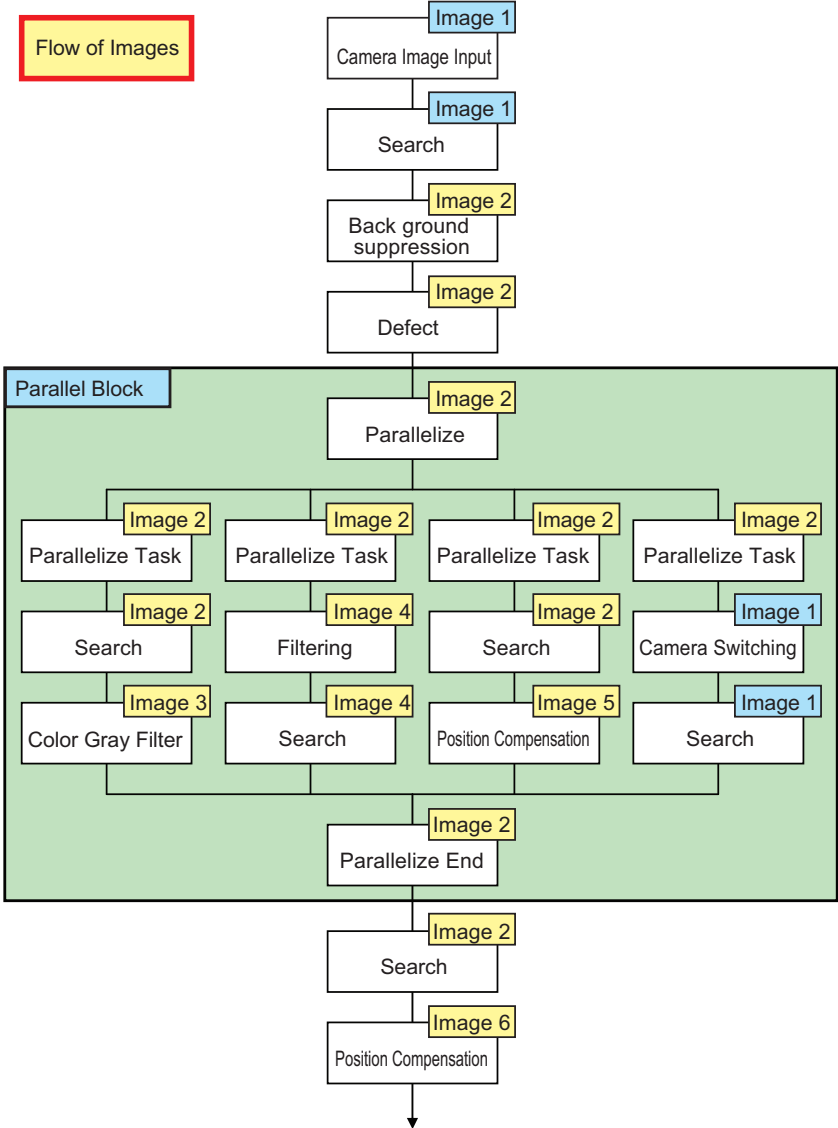 Flow of Images
Image 1
Camera Image Input
Image 1
Search
Image 2
Back ground
suppression
Image 2
Defect
Parallel Block
Image 2
Parallelize
Image 2
Image 2
Image 2
Image 2
Parallelize Task
Parallelize Task
Parallelize Task
Parallelize Task
Image 2
Image 4
Image 2
Image 1
Search
Filtering
Search
Camera Switching
Image 3
Image 4
Image 5
Image 1
Color Gray Filter
Search
Position Compensation
Search
Image 2
Parallelize End
Image 2
Search
Image 6
Position Compensation